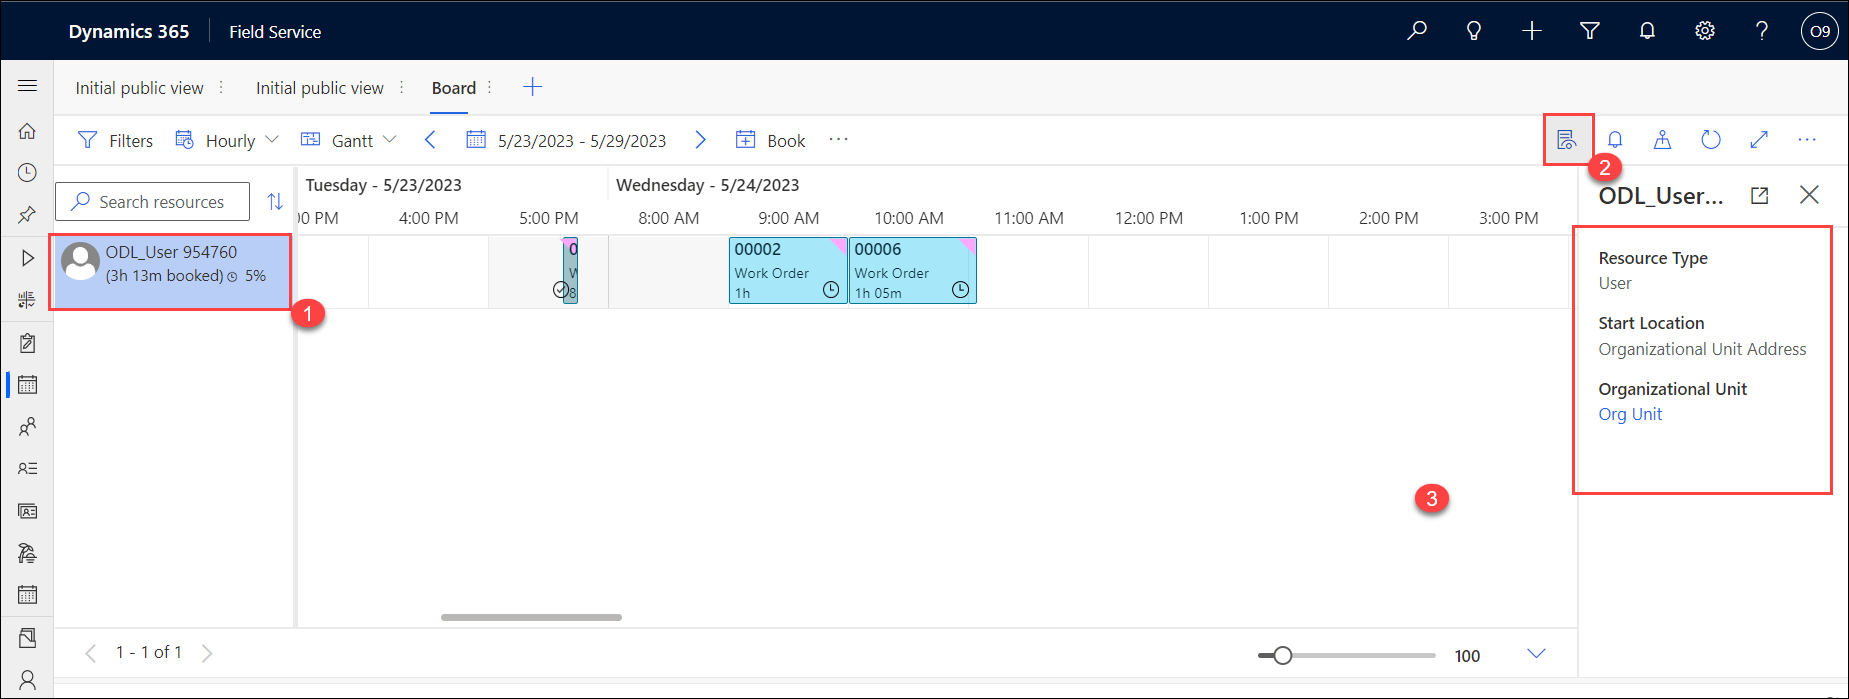 Dynamics 365 Field Service
O9
Initial public view Initial public view Board
Filters Hourly Gantt 5/23/2023 - 5/29/2023 Book
2
Search resources
Tuesday - 5/23/2023 Wednesday - 5/24/2023
00 PM 4:00 PM 5:00 PM 8:00 AM 9:00 AM 10:00 AM 11:00 AM 12:00 PM 1:00 PM 2:00 PM 3:00 PM
ODL_User 954760
(3h 13m booked) 5%
1
00002
Work Order
1h
00006
Work Order
1h 05m
ODL_User...
Resource Type
User
Start Location
Organizational Unit Address
Organizational Unit
Org Unit
3
1 - 1 of 1
100